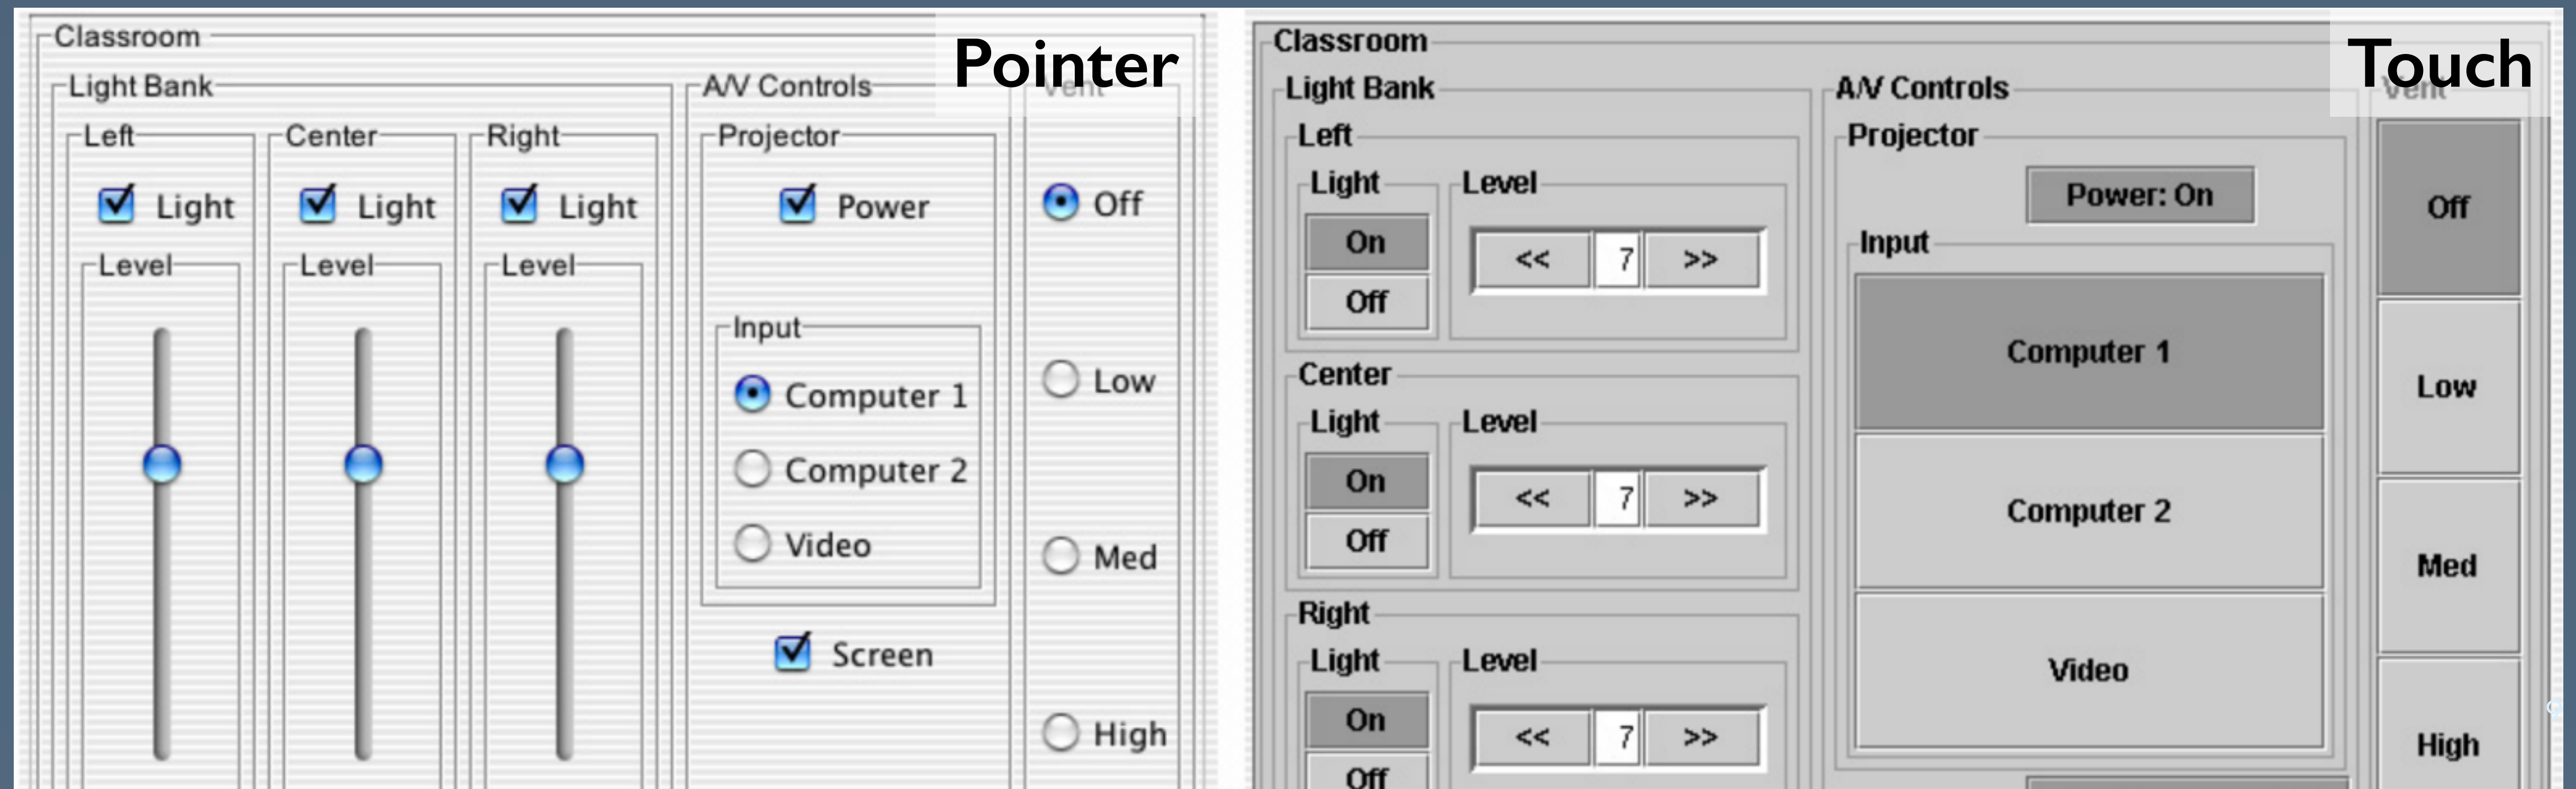 Pointer
Classroom
Light Bank
A/V Controls
Vent
Left
Center
Right
Projector
Light
Light
Light
Power
Off
Level
Level
Level
Input
Low
Computer 1
Computer 2
Video
Med
Screen
High
Touch
Classroom
Light Bank
A/V Controls
Vent
Left
Projector
Light
Level
Power: On
Off
On
<< 7 >>
Off
Input
Computer 1
Low
Center
Light
Level
On
<< 7 >>
Off
Computer 2
Med
Right
Light
Level
On
<< 7 >>
Off
Video
High